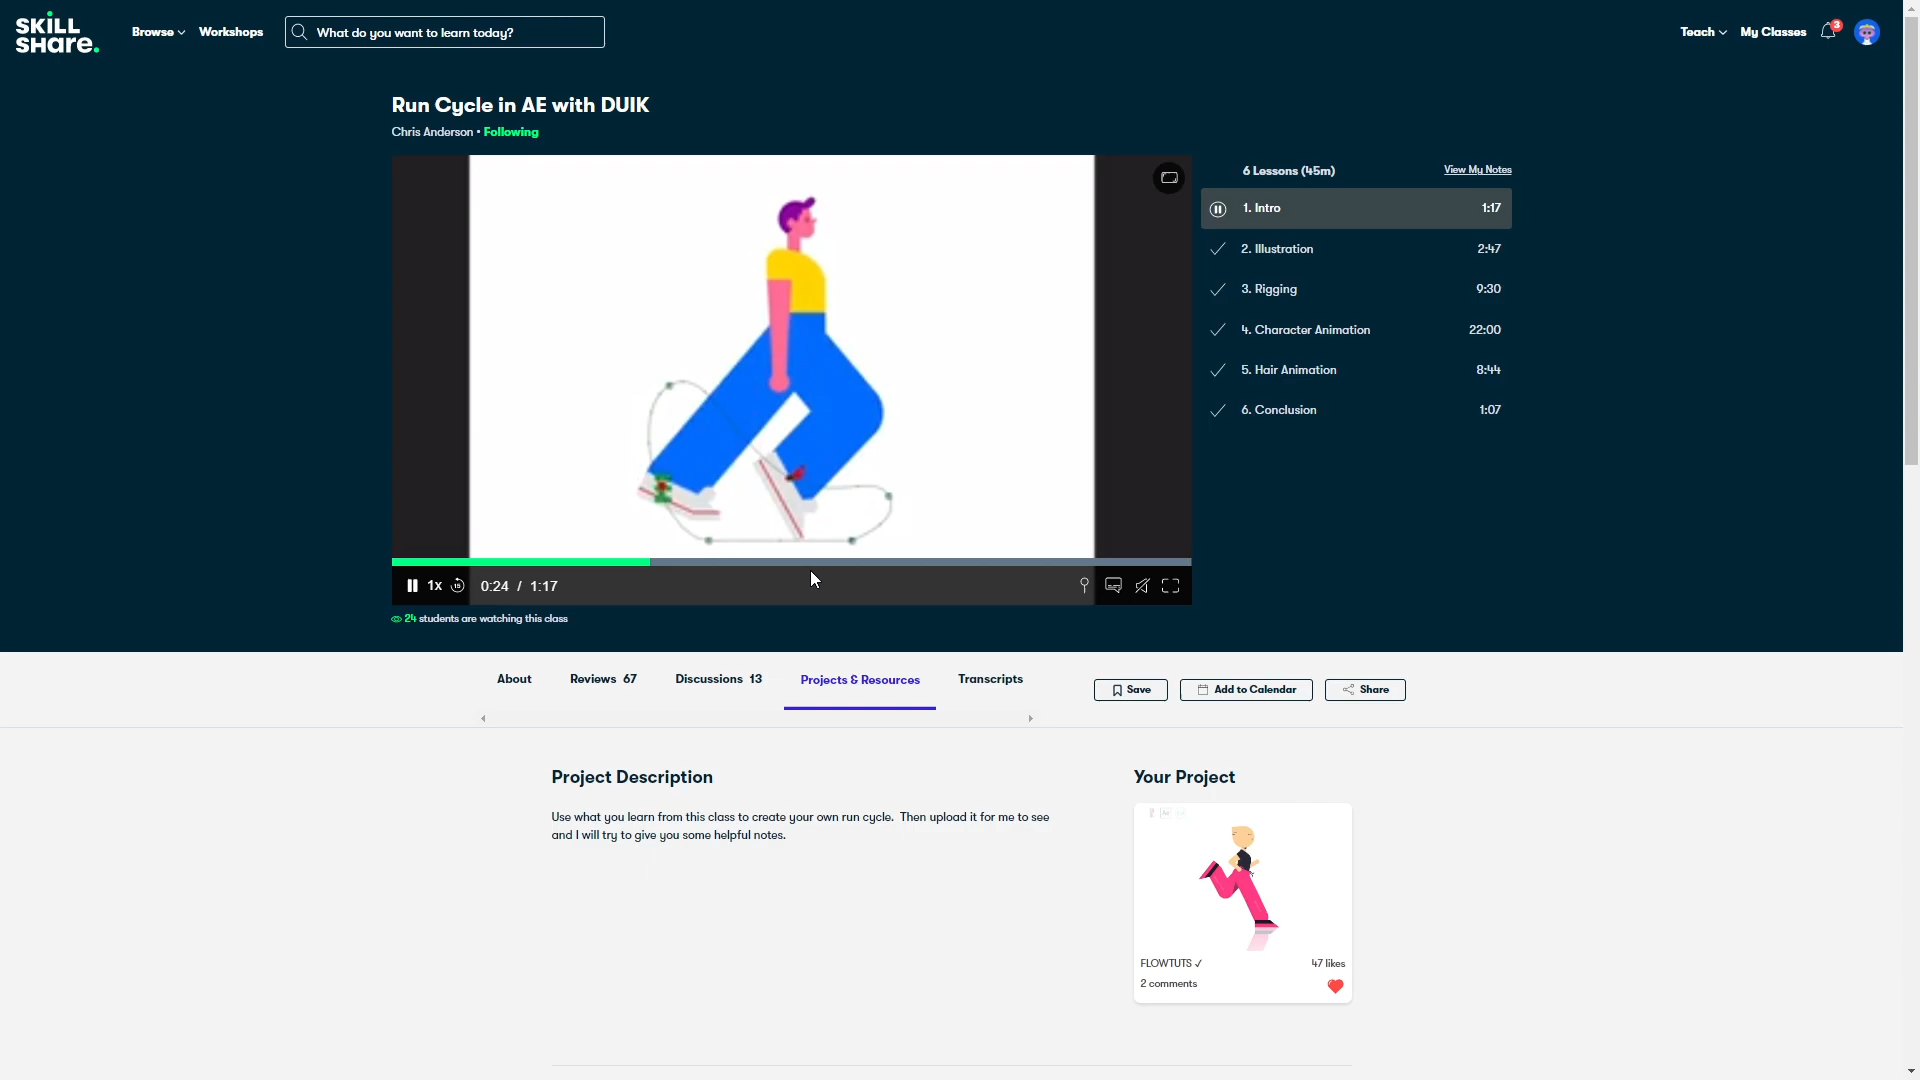 SKILL
SHare.
Browse
Workshops
What do you want to learn today?
Teach
My Classes
3
Run Cycle in AE with DUIK
Chris Anderson • Following
6 Lessons (45m)
View My Notes
1. Intro
1:17
2. Illustration
2:47
3. Rigging
9:30
4. Character Animation
22:00
5. Hair Animation
8:44
6. Conclusion
1:07
1x
15
0:24 / 1:17
24 students are watching this class
About
Reviews 67
Discussions 13
Projects & Resources
Transcripts
Save
Add to Calendar
Share
Project Description
Use what you learn from this class to create your own run cycle. Then upload it for me to see
and I will try to give you some helpful notes.
Your Project
FLOWTUTS ✓
47 likes
2 comments